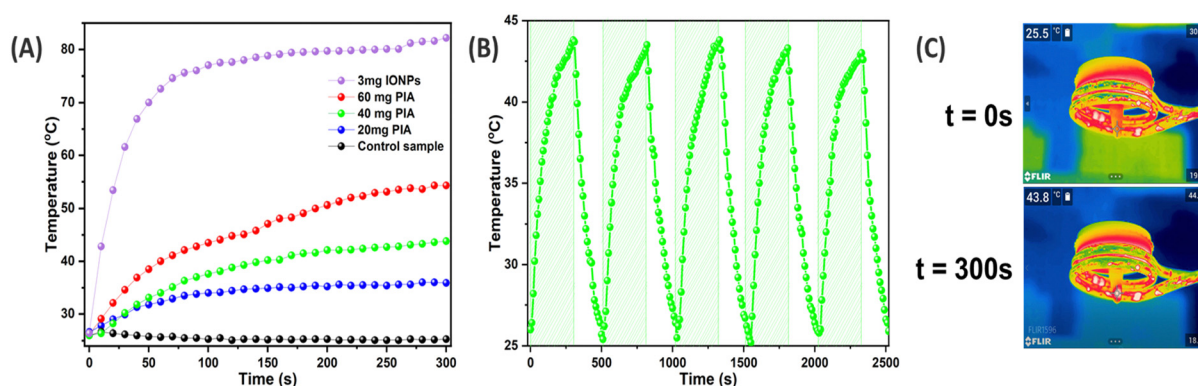 (A)
Temperature (°C)
80
70
60
50
40
30
3mg IONPs
60 mg PIA
40 mg PIA
20mg PIA
Control sample
0
50
100
150
200
250
300
Time (s)
(B)
Temperature (°C)
45
40
35
30
25
0
500
1000
1500
2000
2500
Time (s)
(C)
t = 0s
25.5 °C
30
19
FLIR
t = 300s
43.8 °C
44.
18.
FLIR1596
FLIR